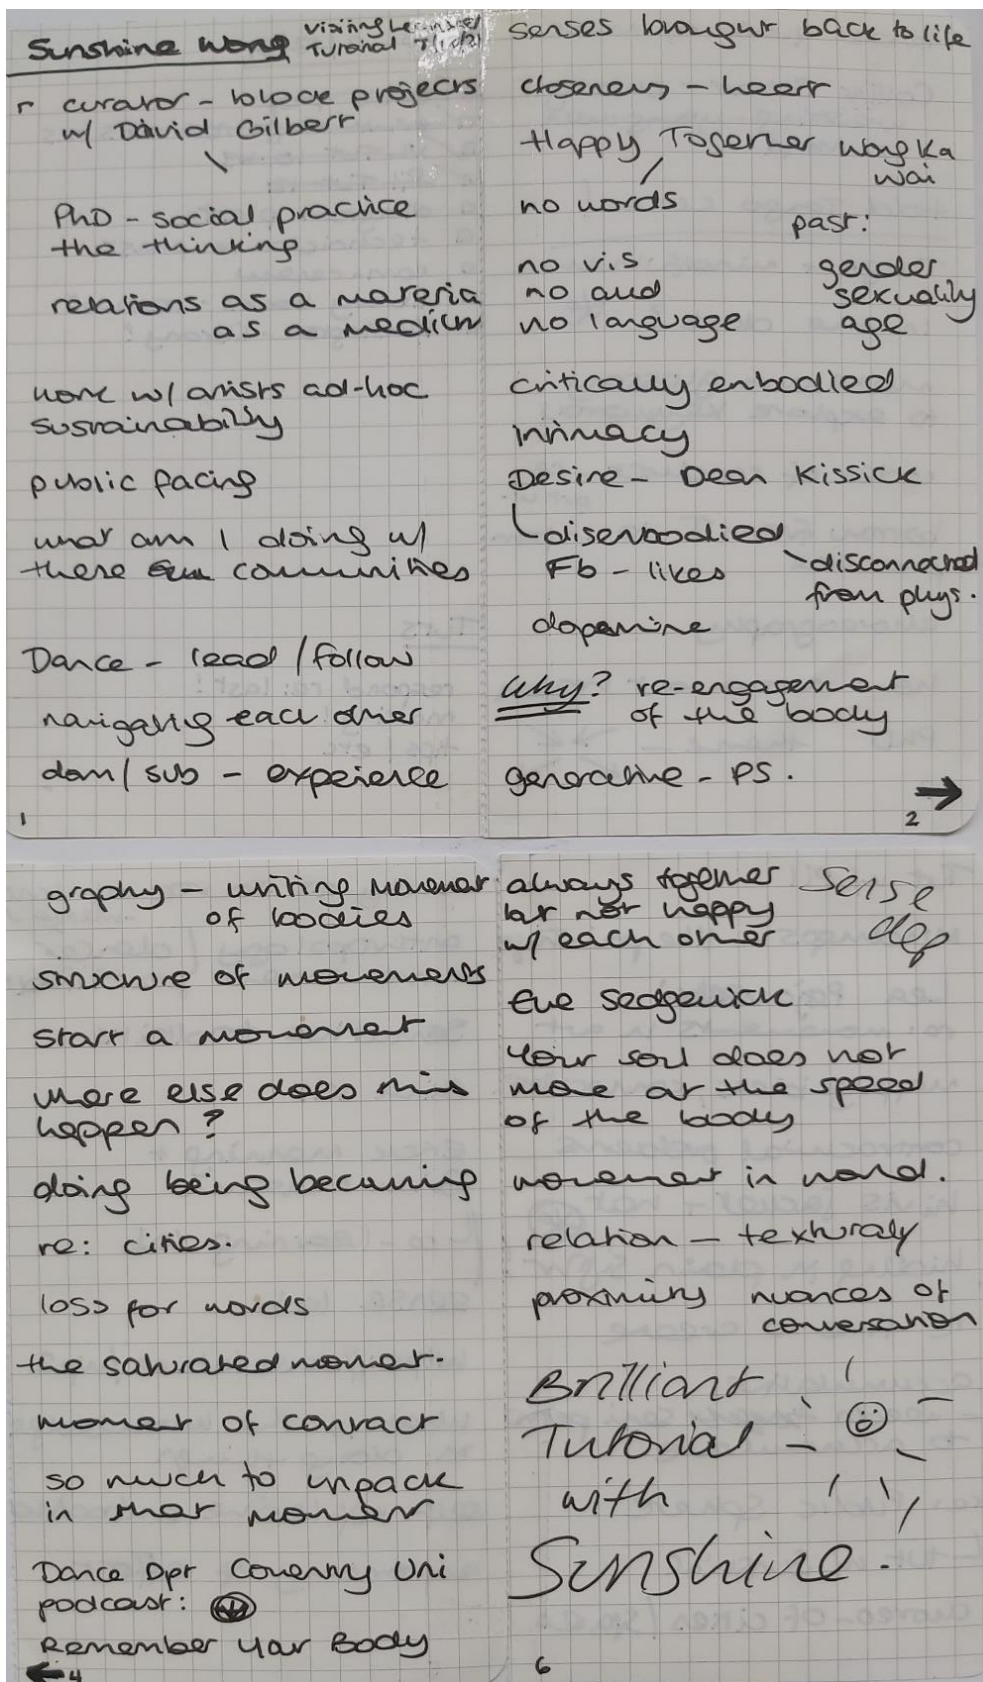 Sunshine Wong
Visiting Lecturer/
Tutorial
curator - bloc projects
w/ David Gilbert
PhD - social practice
the thinking
relations as a materia
as a medium
work w/ artists ad-hoc
sustainability
public facing
what am I doing w/
these communities
Dance - lead / follow
navigating each other
dom / sub - experience
1
senses brought back to life
closeness - heart
Happy Together Wong Ka
Wai
no words
past:
no vis
gender
no aud
sexuality
no language
age
critically embodied
intimacy
Desire - Dean Kissick
disembodied
Fb - likes
disconnected
from phys.
dopamine
Why? re-engagement
of the body
generative - PS.
2
graphy - writing movement
of bodies
structure of movements
start a movement
where else does this
happen?
doing being becoming
re: cities.
loss for words
the saturated moment.
moment of contact
so much to unpack
in that moment
Dance Dpt Coventry Uni
podcast:
Remember Your Body
4
always together
but not happy
w/ each other
sense
dep
Eve Sedgewick
Your soul does not
move at the speed
of the body
movement in world.
relation - texturaly
proximity nuances of
conversation
Brilliant
Tutorial
with
Sunshine!
6